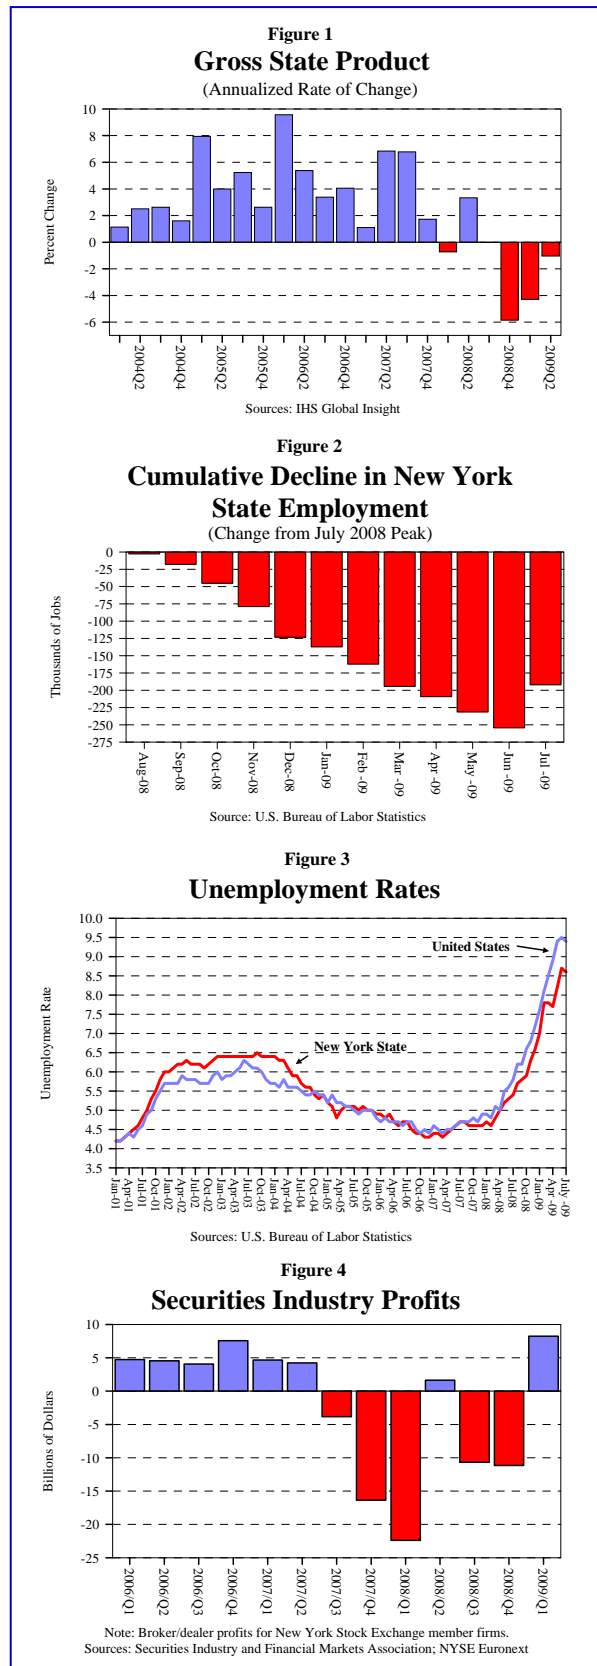 Figure 1
Gross State Product
(Annualized Rate of Change)
10
8
6
4
2
0
-2
-4
-6
Percent Change
2004Q2
2004Q4
2005Q2
2005Q4
2006Q2
2006Q4
2007Q2
2007Q4
2008Q2
2008Q4
2009Q2
Sources: IHS Global Insight
Figure 2
Cumulative Decline in New York
State Employment
(Change from July 2008 Peak)
0
-25
-50
-75
-100
-125
-150
-175
-200
-225
-250
-275
Thousands of Jobs
Aug-08
Sep-08
Oct-08
Nov-08
Dec-08
Jan-09
Feb -09
Mar -09
Apr -09
May -09
Jun -09
Jul -09
Source: U.S. Bureau of Labor Statistics
Figure 3
Unemployment Rates
10.0
9.5
9.0
8.5
8.0
7.5
7.0
6.5
6.0
5.5
5.0
4.5
4.0
3.5
Unemployment Rate
United States
New York State
Jan-01
Apr-01
Jul-01
Oct-01
Jan-02
Apr-02
Jul-02
Oct-02
Jan-03
Apr-03
Jul-03
Oct-03
Jan-04
Apr-04
Jul-04
Oct-04
Jan-05
Apr-05
Jul-05
Oct-05
Jan-06
Apr-06
Jul-06
Oct-06
Jan-07
Apr-07
Jul-07
Oct-07
Jan-08
Apr-08
Jul-08
Oct-08
Jan-09
Apr -09
July -09
Sources: U.S. Bureau of Labor Statistics
Figure 4
Securities Industry Profits
10
5
0
-5
-10
-15
-20
-25
Billions of Dollars
2006/Q1
2006/Q2
2006/Q3
2006/Q4
2007/Q1
2007/Q2
2007/Q3
2007/Q4
2008/Q1
2008/Q2
2008/Q3
2008/Q4
2009/Q1
Note: Broker/dealer profits for New York Stock Exchange member firms.
Sources: Securities Industry and Financial Markets Association; NYSE Euronext